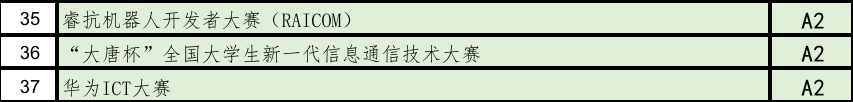 35 睿抗机器人开发者大赛（RAICOM） A2
36 “大唐杯”全国大学生新一代信息通信技术大赛 A2
37 华为ICT大赛 A2